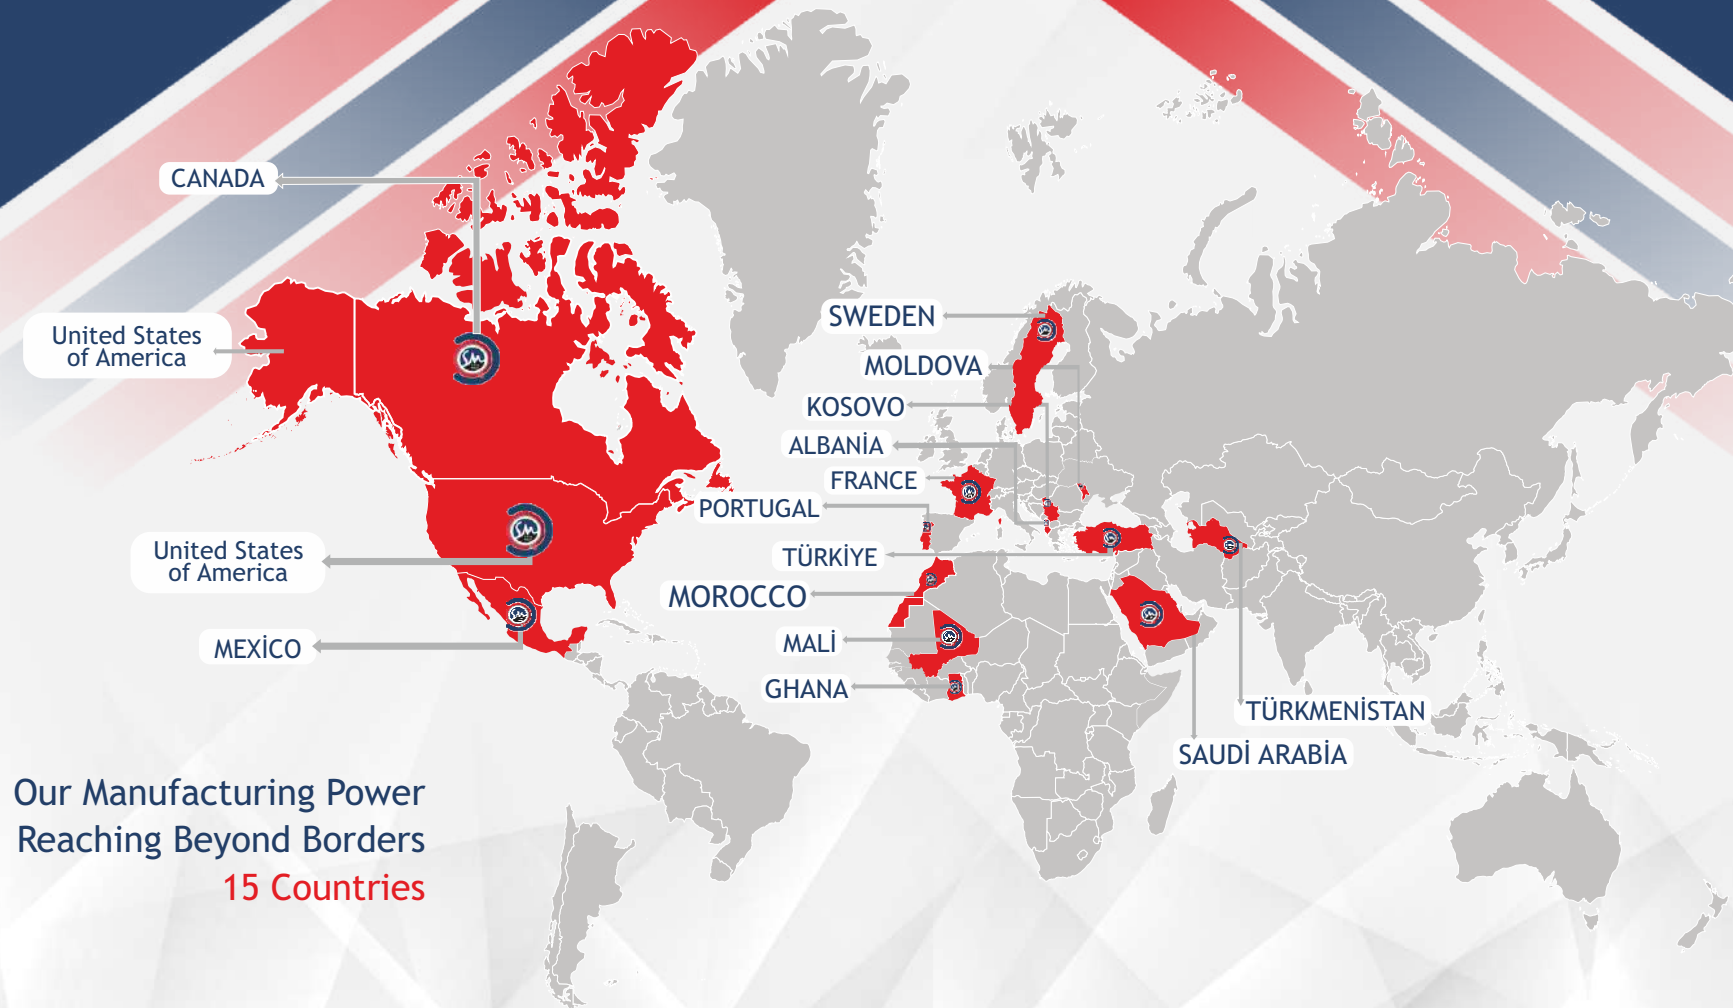 CANADA
United States
of America
SWEDEN
MOLDOVA
KOSOVO
ALBANİA
FRANCE
PORTUGAL
United States
of America
TÜRKİYE
MOROCCO
MEXİCO
MALİ
GHANA
TÜRKMENİSTAN
SAUDİ ARABİA
Our Manufacturing Power
Reaching Beyond Borders
15 Countries